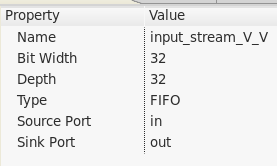 Property Value
Name input_stream_V_V
Bit Width 32
Depth 32
Type FIFO
Source Port in
Sink Port out